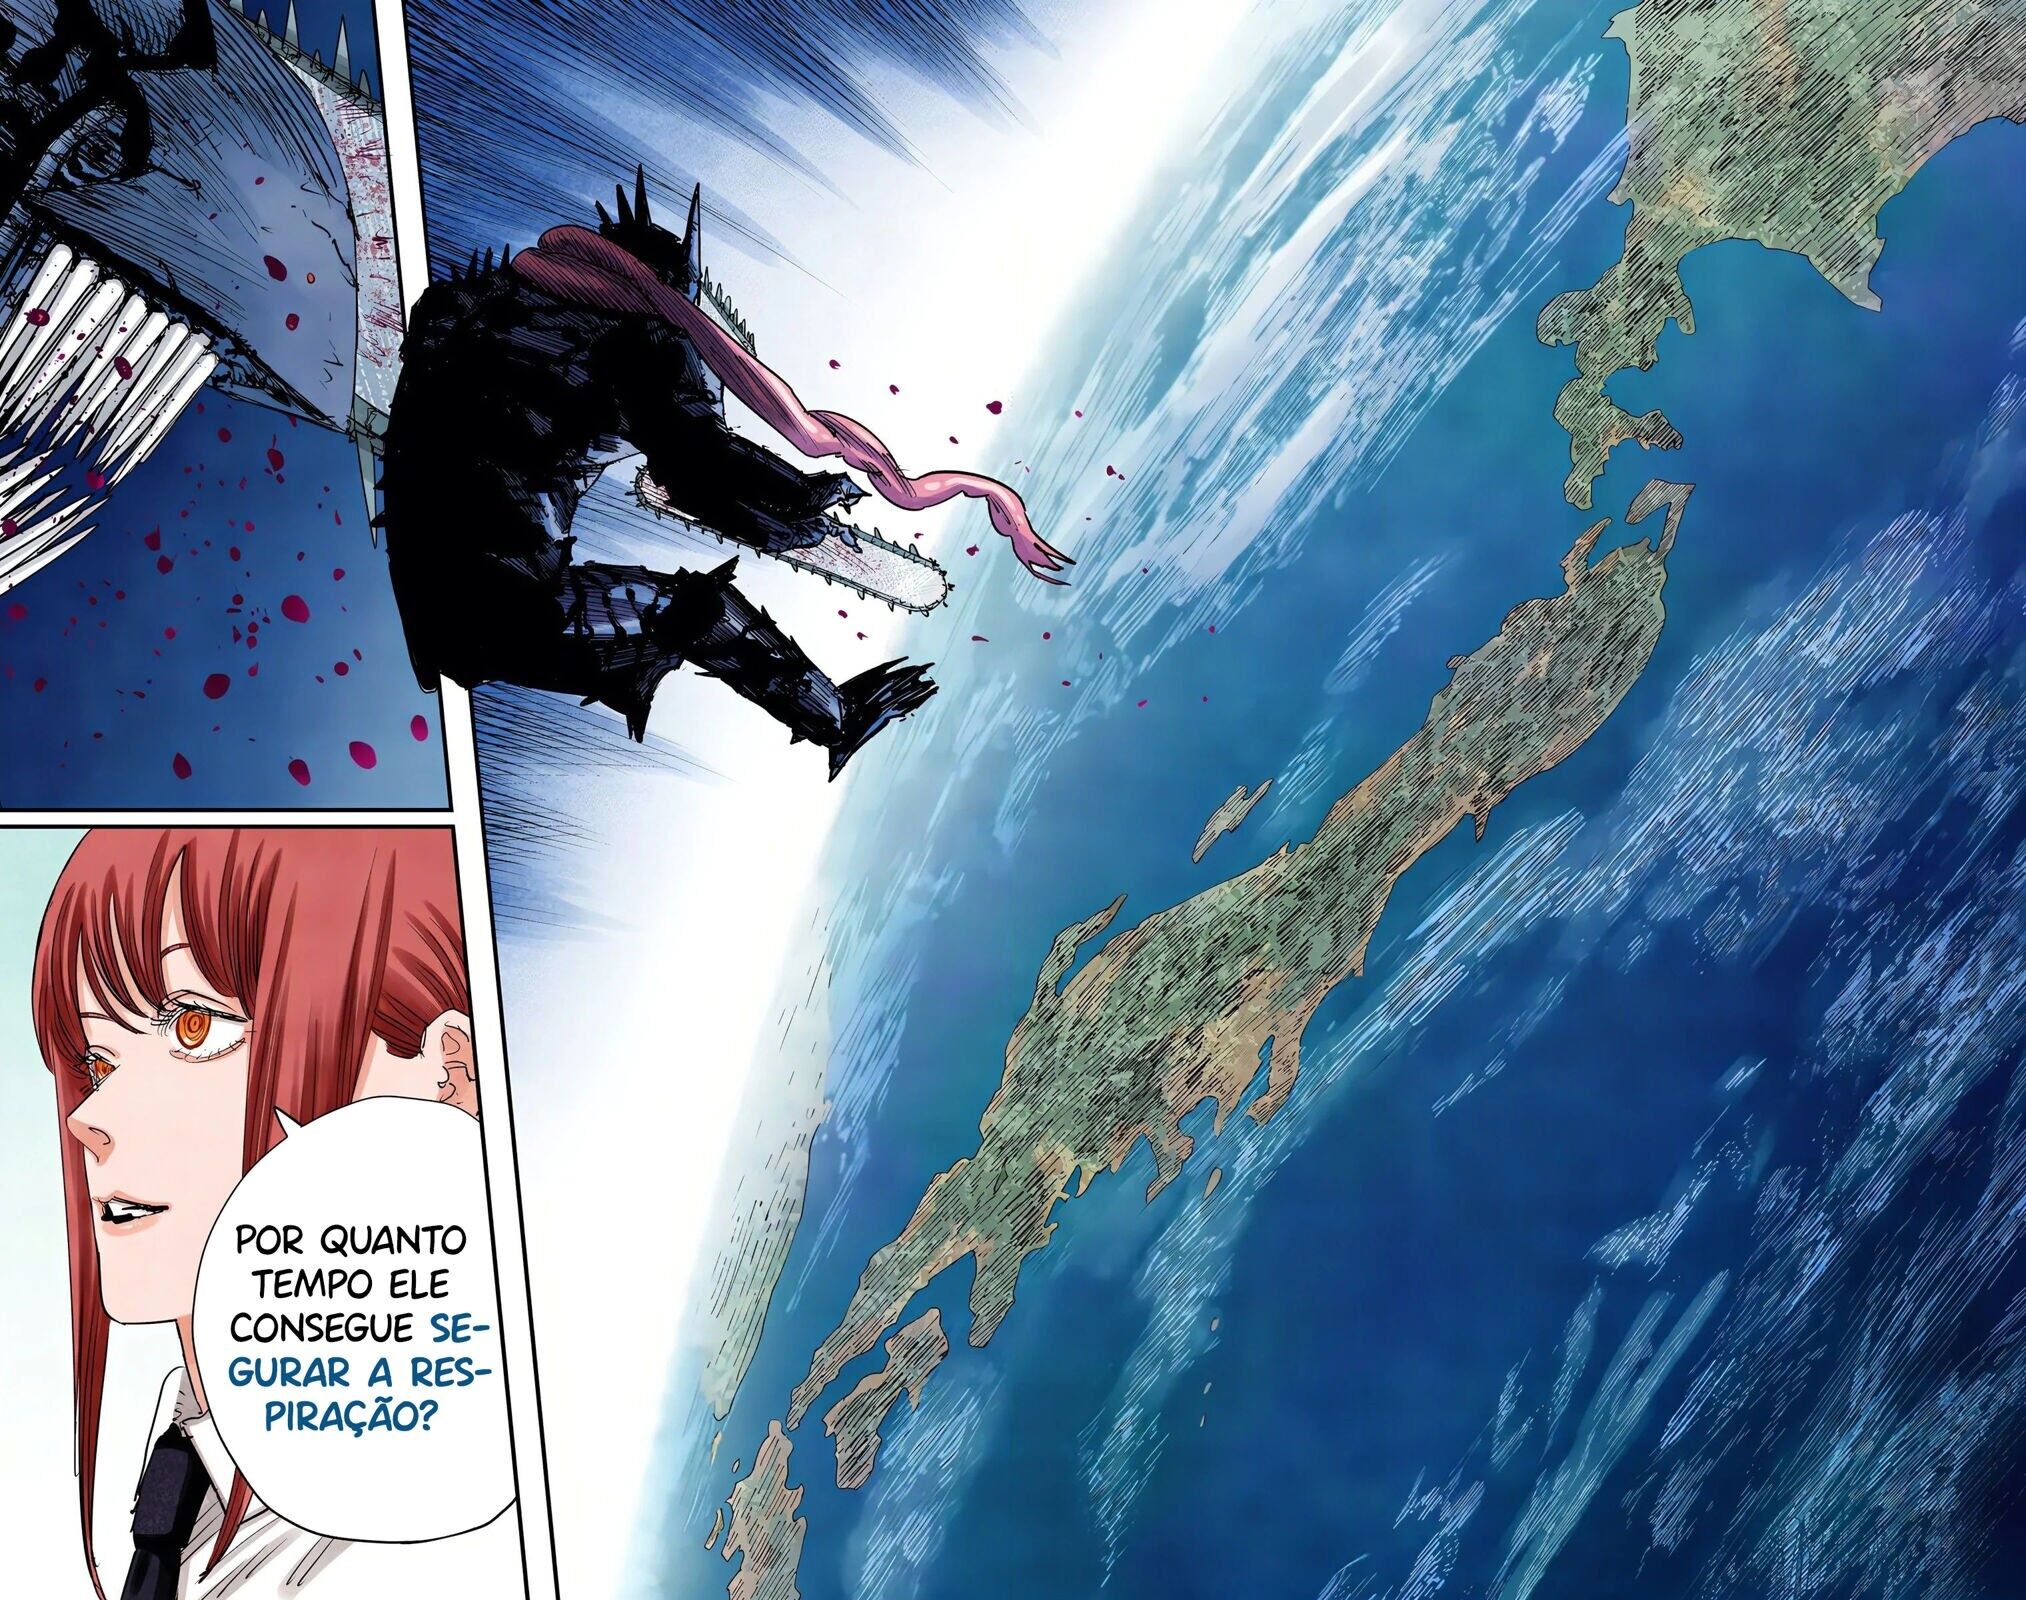 POR QUANTO
TEMPO ELE
CONSEGUE SE-
GURAR A RES-
PIRAÇÃO?